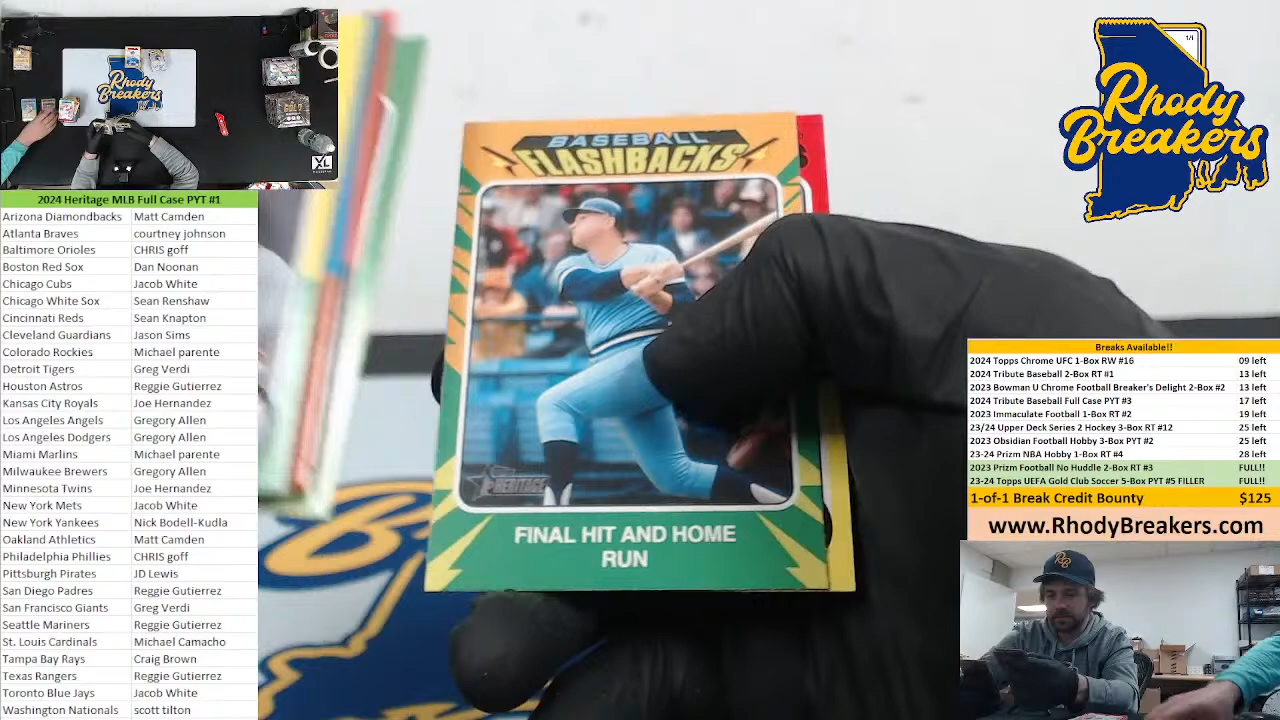 Rhody
Breakers
GOLD
XL
2024 Heritage MLB Full Case PYT #1
Arizona Diamondbacks Matt Camden
Atlanta Braves courtney johnson
Baltimore Orioles CHRIS goff
Boston Red Sox Dan Noonan
Chicago Cubs Jacob White
Chicago White Sox Sean Renshaw
Cincinnati Reds Sean Knapton
Cleveland Guardians Jason Sims
Colorado Rockies Michael parente
Detroit Tigers Greg Verdi
Houston Astros Reggie Gutierrez
Kansas City Royals Joe Hernandez
Los Angeles Angels Gregory Allen
Los Angeles Dodgers Gregory Allen
Miami Marlins Michael parente
Milwaukee Brewers Gregory Allen
Minnesota Twins Joe Hernandez
New York Mets Jacob White
New York Yankees Nick Bodell-Kudla
Oakland Athletics Matt Camden
Philadelphia Phillies CHRIS goff
Pittsburgh Pirates JD Lewis
San Diego Padres Reggie Gutierrez
San Francisco Giants Greg Verdi
Seattle Mariners Reggie Gutierrez
St. Louis Cardinals Michael Camacho
Tampa Bay Rays Craig Brown
Texas Rangers Reggie Gutierrez
Toronto Blue Jays Jacob White
Washington Nationals scott tilton
BASEBALL
FLASHBACKS
HERITAGE
FINAL HIT AND HOME
RUN
1/1
Rhody
Breakers
Breaks Available!!
2024 Topps Chrome UFC 1-Box RW #16 09 left
2024 Tribute Baseball 2-Box RT #1 13 left
2023 Bowman U Chrome Football Breaker's Delight 2-Box #2 13 left
2024 Tribute Baseball Full Case PYT #3 17 left
2023 Immaculate Football 1-Box RT #2 19 left
23/24 Upper Deck Series 2 Hockey 3-Box RT #12 25 left
2023 Obsidian Football Hobby 3-Box PYT #2 25 left
23-24 Prizm NBA Hobby 1-Box RT #4 28 left
2023 Prizm Football No Huddle 2-Box RT #3 FULL!!
23-24 Topps UEFA Gold Club Soccer 5-Box PYT #5 FILLER FULL!!
1-of-1 Break Credit Bounty $125
www.RhodyBreakers.com
RB